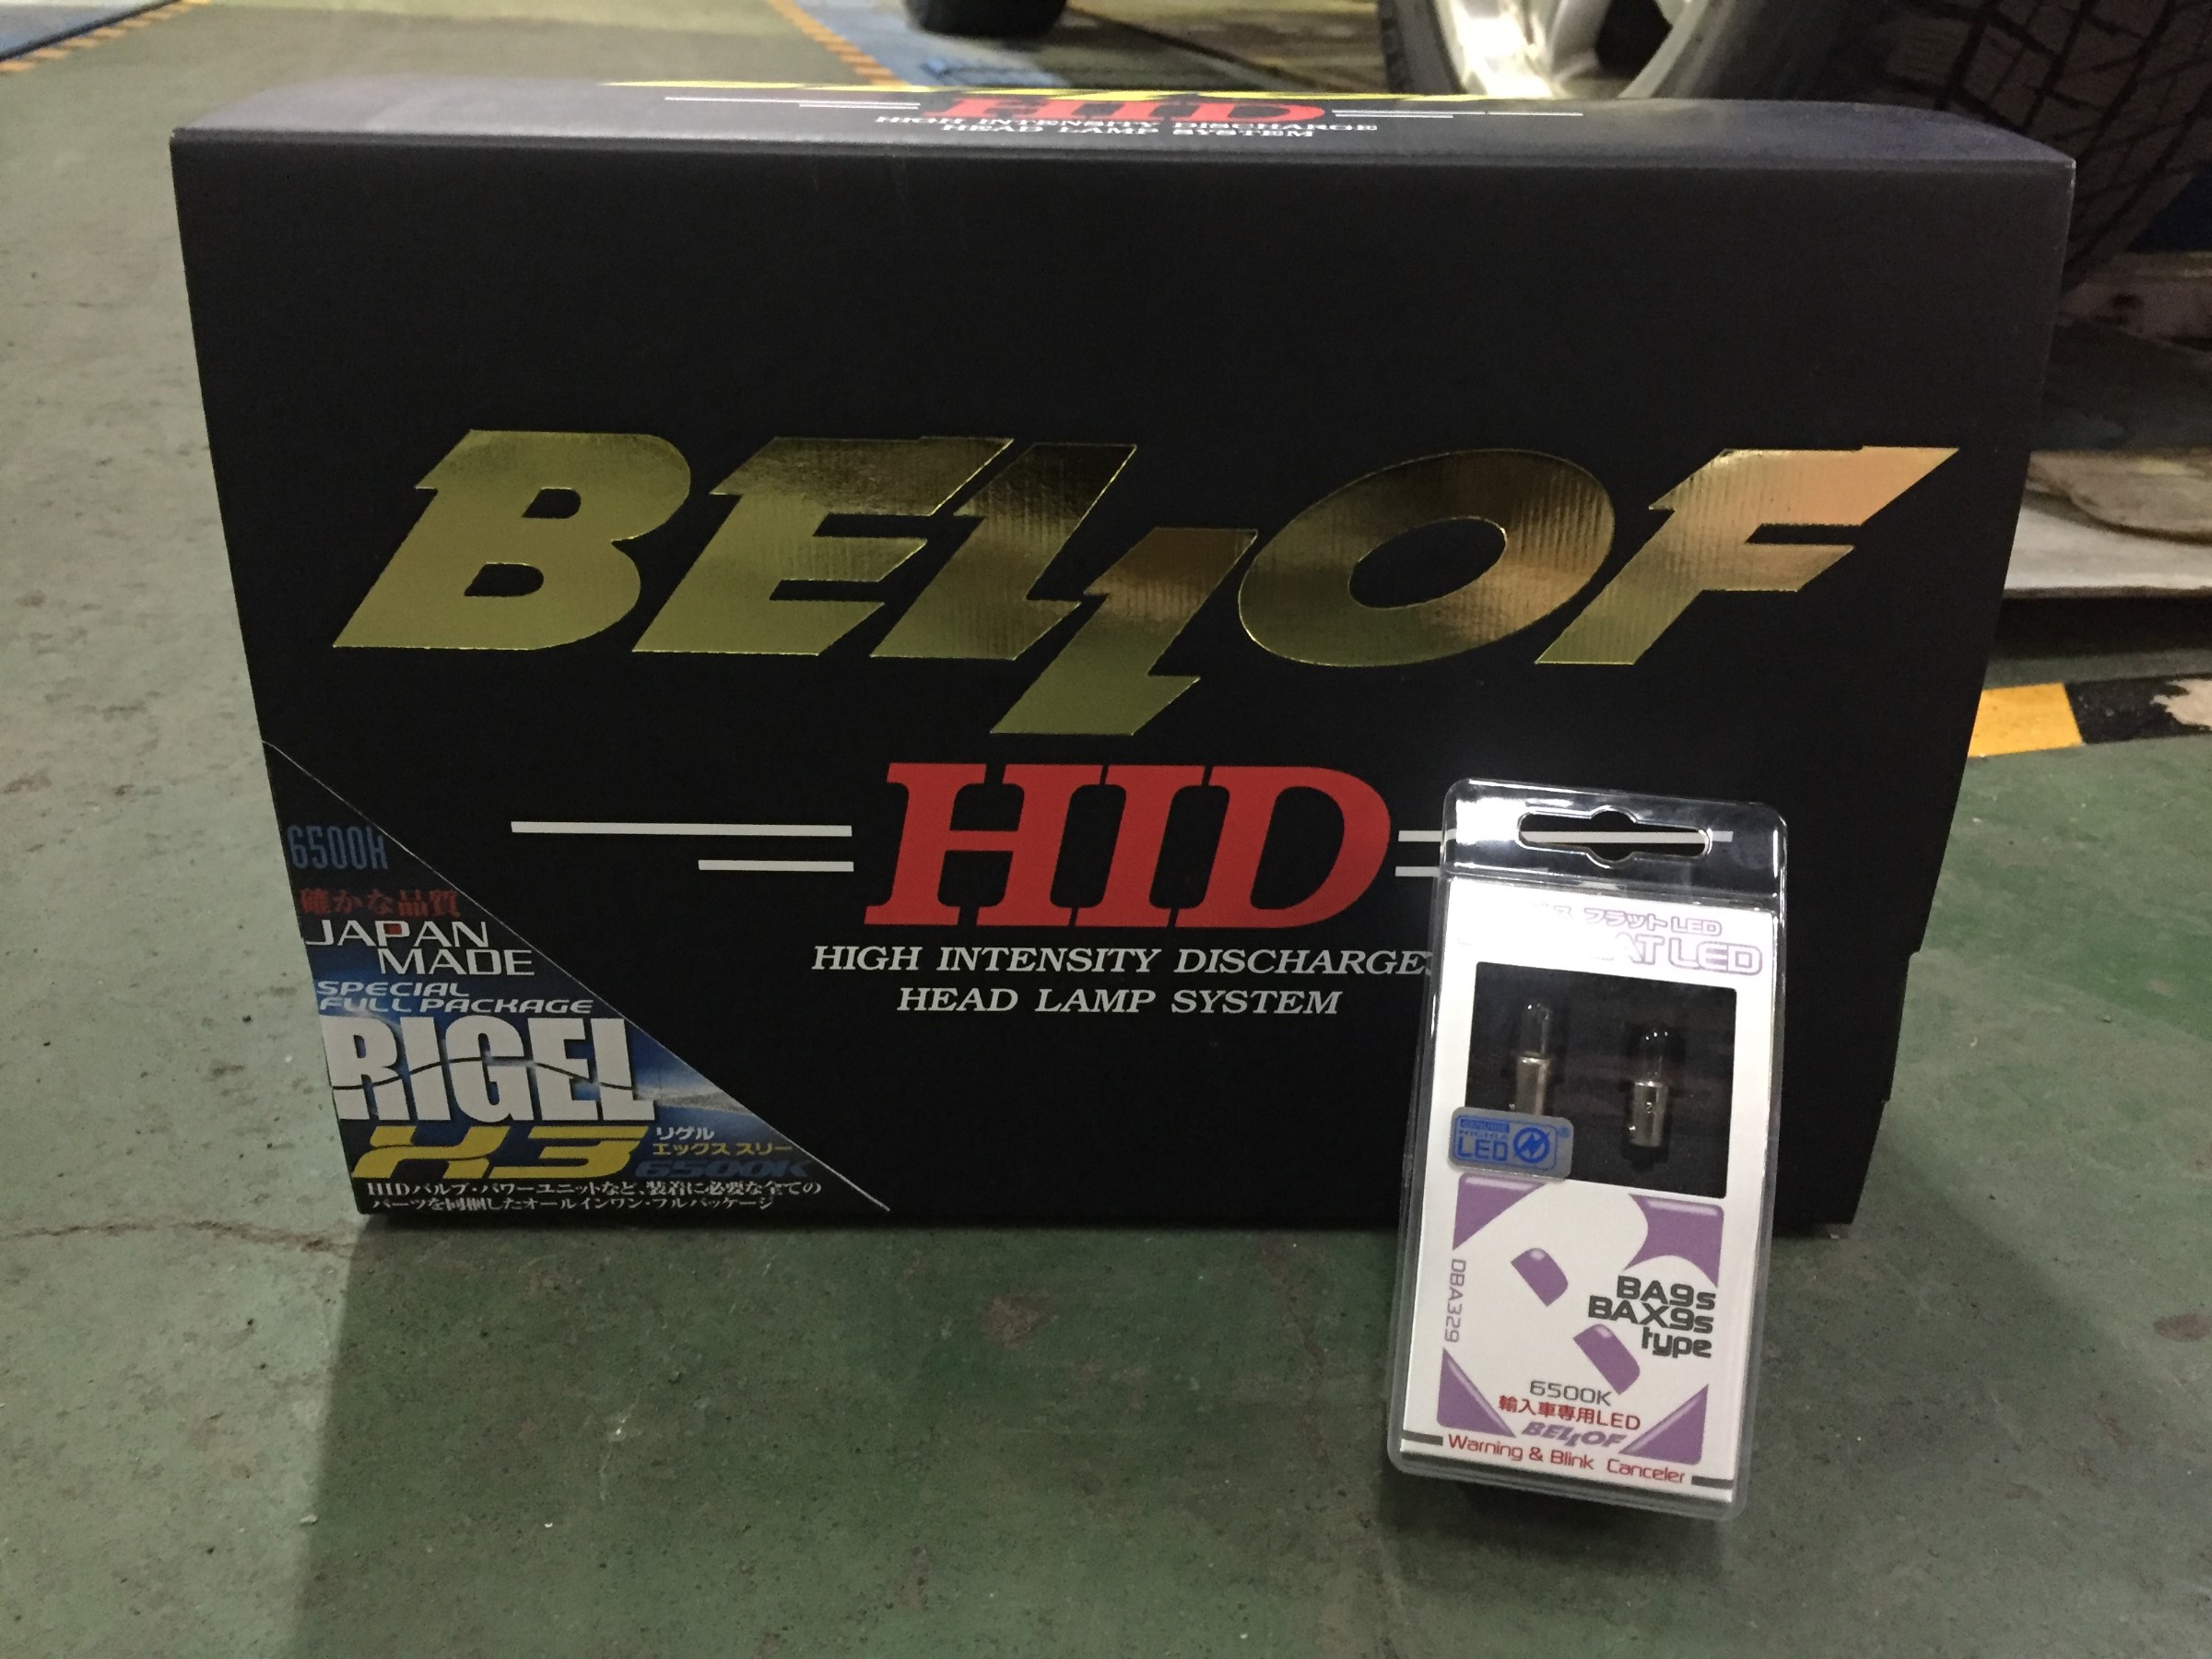 HID
HIGH INTENSITY DISCHARGE
HEAD LAMP SYSTEM
BELLOF
HID
HIGH INTENSITY DISCHARGE
HEAD LAMP SYSTEM
6500K
確かな品質
JAPAN
MADE
SPECIAL
FULL PACKAGE
RIGEL
X3
リゲル
エックス スリー
6500K
HIDバルブ・パワーユニットなど、装着に必要な全ての
パーツを同梱したオールインワン・フルパッケージ
フラット LED
LED
GENUINE
NICHIA
LED
DBA329
BA9s
BAX9s
type
6500K
輸入車専用LED
BELLOF
Warning & Blink Canceler